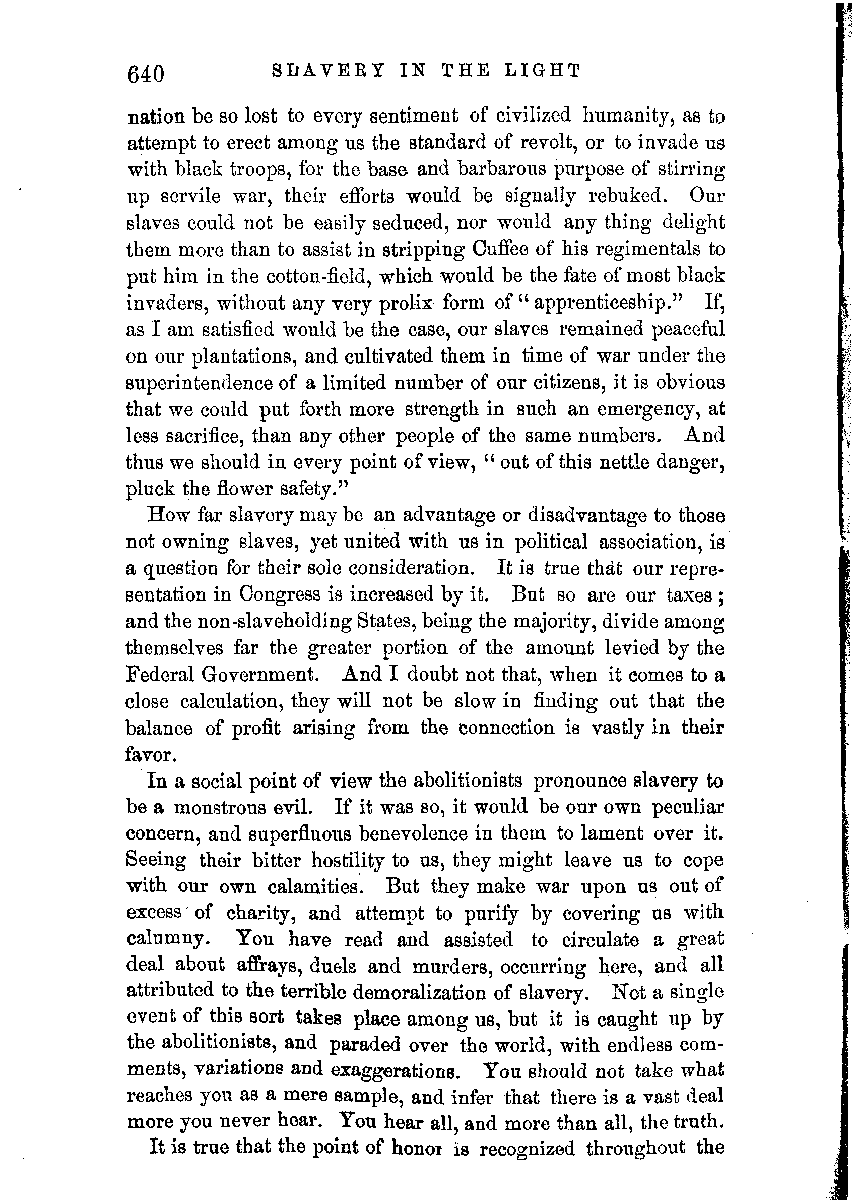 640 SLAVERY IN THE LIGHT
nation be so lost to every sentiment of civilized humanity, as to
attempt to erect among us the standard of revolt, or to invade us
with black troops, for the base and barbarous purpose of stirring
up servile war, their efforts would be signally rebuked. Our
slaves could not be easily seduced, nor would any thing delight
them more than to assist in stripping Cuffee of his regimentals to
put him in the cotton-field, which would be the fate of most black
invaders, without any very prolix form of “ apprenticeship.” If,
as I am satisfied would be the case, our slaves remained peaceful
on our plantations, and cultivated them in time of war under the
superintendence of a limited number of our citizens, it is obvious
that we could put forth more strength in such an emergency, at
less sacrifice, than any other people of the same numbers. And
thus we should in every point of view, “ out of this nettle danger,
pluck the flower safety.”
How far slavery may be an advantage or disadvantage to those
not owning slaves, yet united with us in political association, is
a question for their sole consideration. It is true that our repre-
sentation in Congress is increased by it. But so are our taxes ;
and the non-slaveholding States, being the majority, divide among
themselves far the greater portion of the amount levied by the
Federal Government. And I doubt not that, when it comes to a
close calculation, they will not be slow in finding out that the
balance of profit arising from the connection is vastly in their
favor.
In a social point of view the abolitionists pronounce slavery to
be a monstrous evil. If it was so, it would be our own peculiar
concern, and superfluous benevolence in them to lament over it.
Seeing their bitter hostility to us, they might leave us to cope
with our own calamities. But they make war upon us out of
excess of charity, and attempt to purify by covering us with
calumny. You have read and assisted to circulate a great
deal about affrays, duels and murders, occurring here, and all
attributed to the terrible demoralization of slavery. Not a single
event of this sort takes place among us, but it is caught up by
the abolitionists, and paraded over the world, with endless com-
ments, variations and exaggerations. You should not take what
reaches you as a mere sample, and infer that there is a vast deal
more you never hear. You hear all, and more than all, the truth.
It is true that the point of honor is recognized throughout the